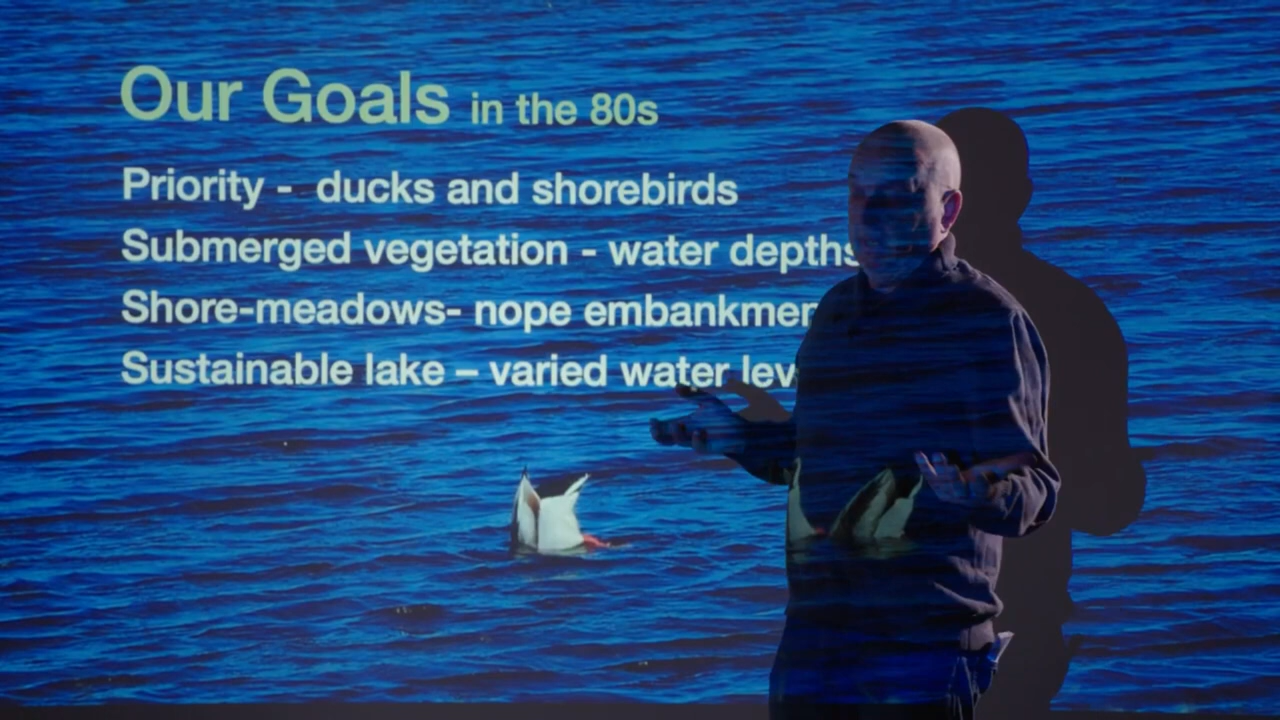 Our Goals in the 80s
Priority - ducks and shorebirds
Submerged vegetation - water depths
Shore-meadows- nope
Sustainable lake – varied water